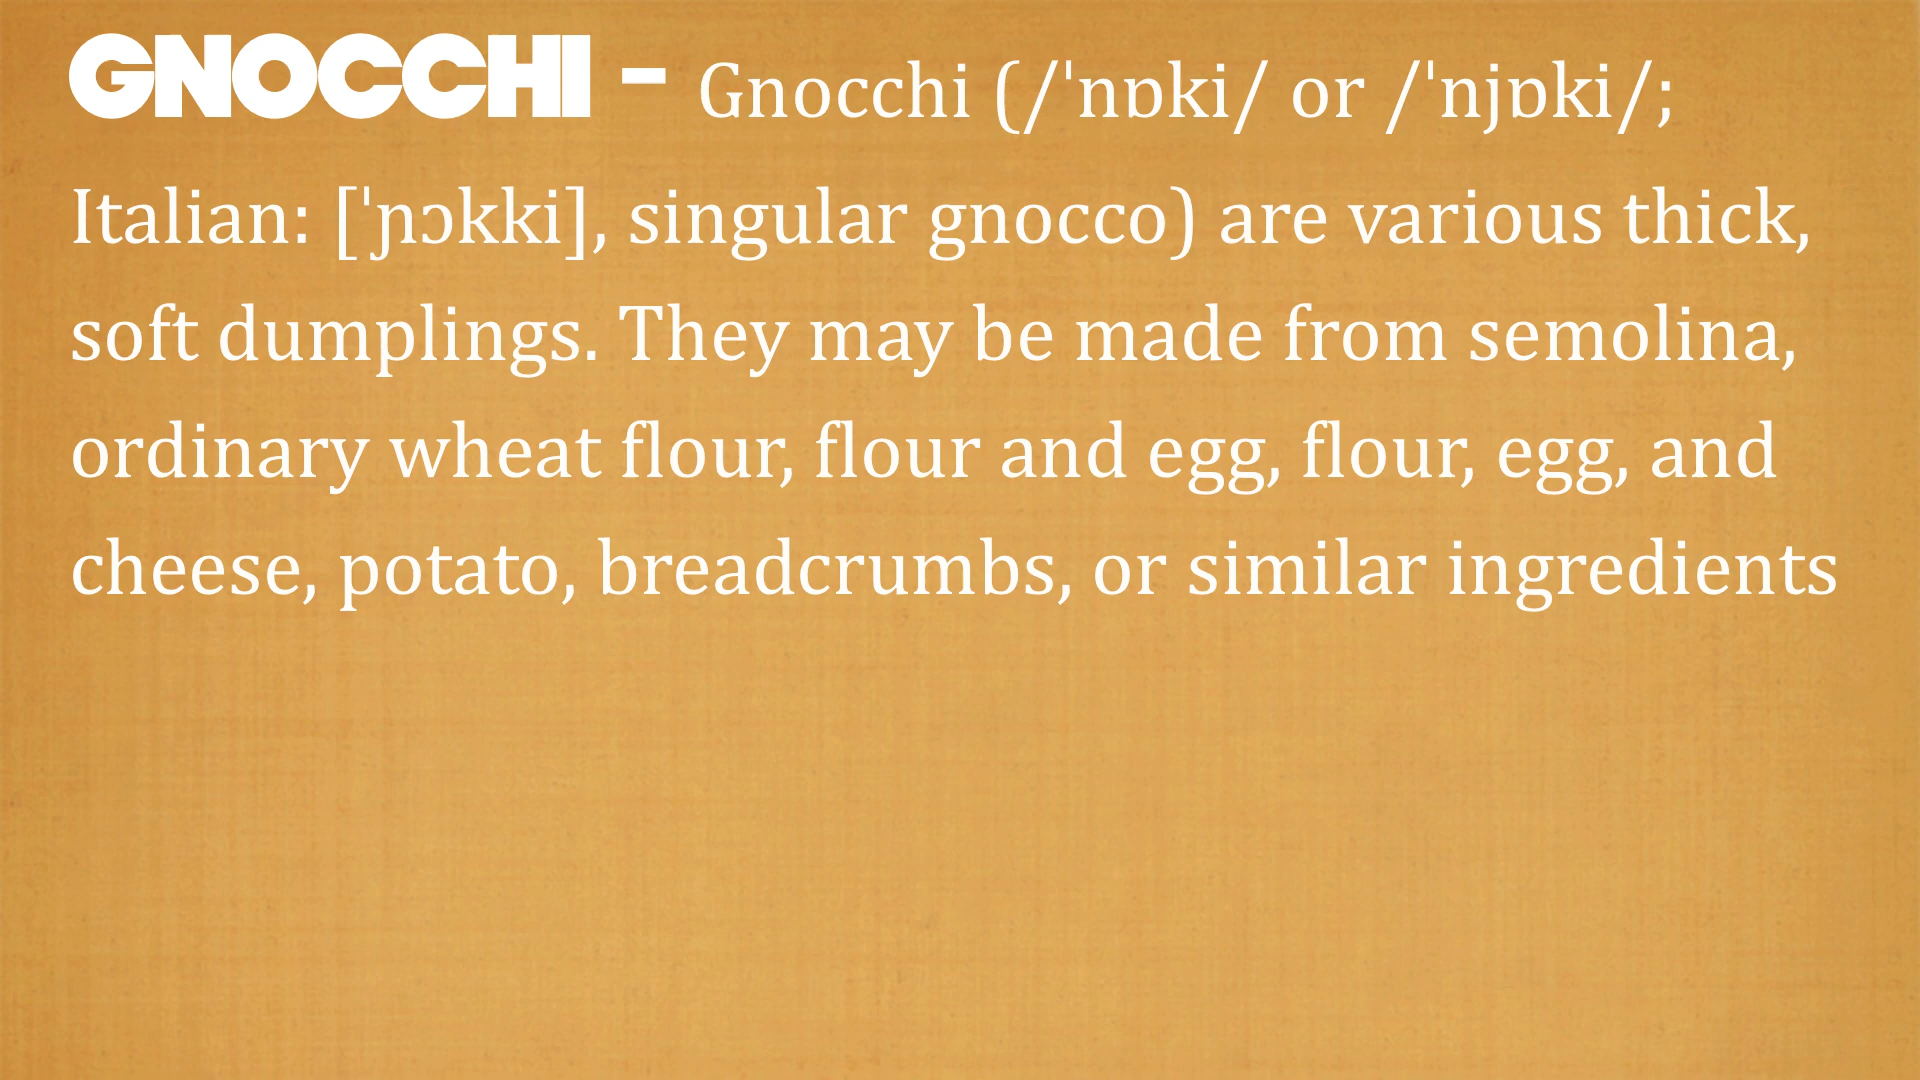 GNOCCHI - Gnocchi (/ˈnɒki/ or /ˈnjɒki/;
Italian: [ˈɲɔkki], singular gnocco) are various thick,
soft dumplings. They may be made from semolina,
ordinary wheat flour, flour and egg, flour, egg, and
cheese, potato, breadcrumbs, or similar ingredients